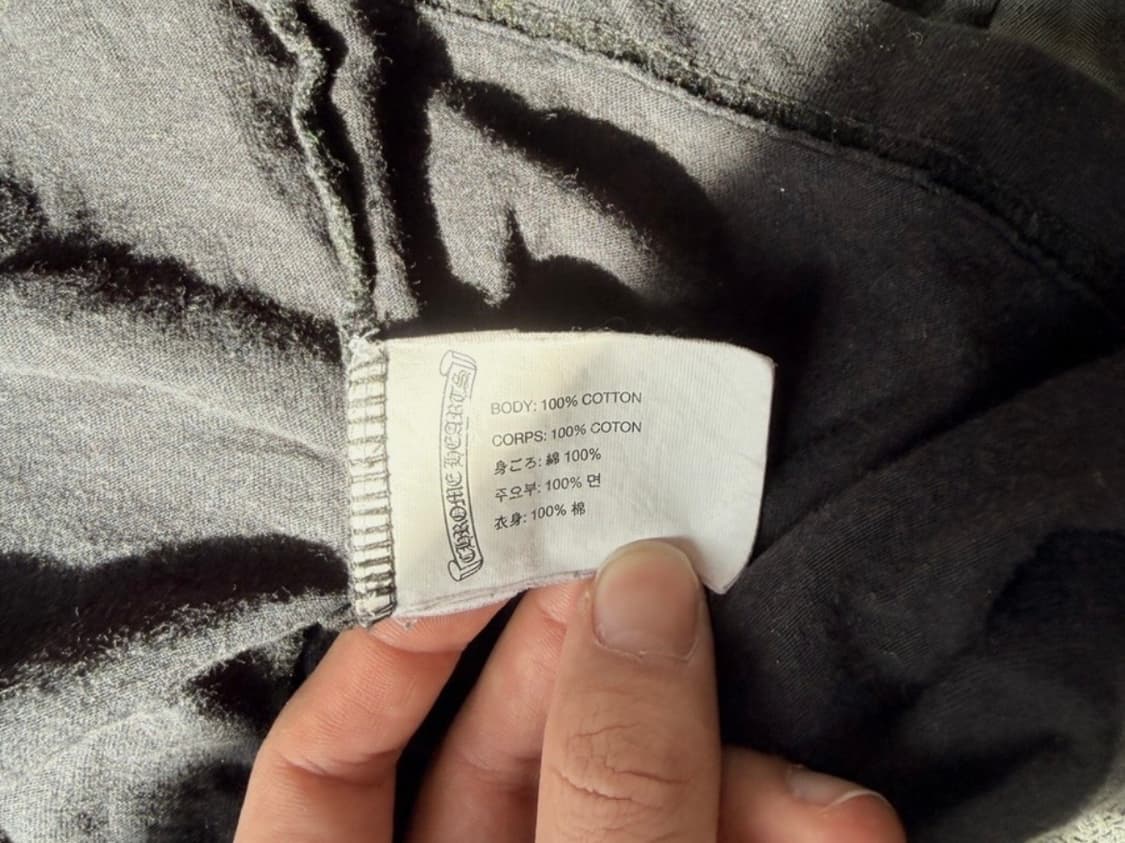 CHROME HEARTS
BODY: 100% COTTON
CORPS: 100% COTON
身ごろ: 綿 100%
주요부: 100% 면
衣身: 100% 棉